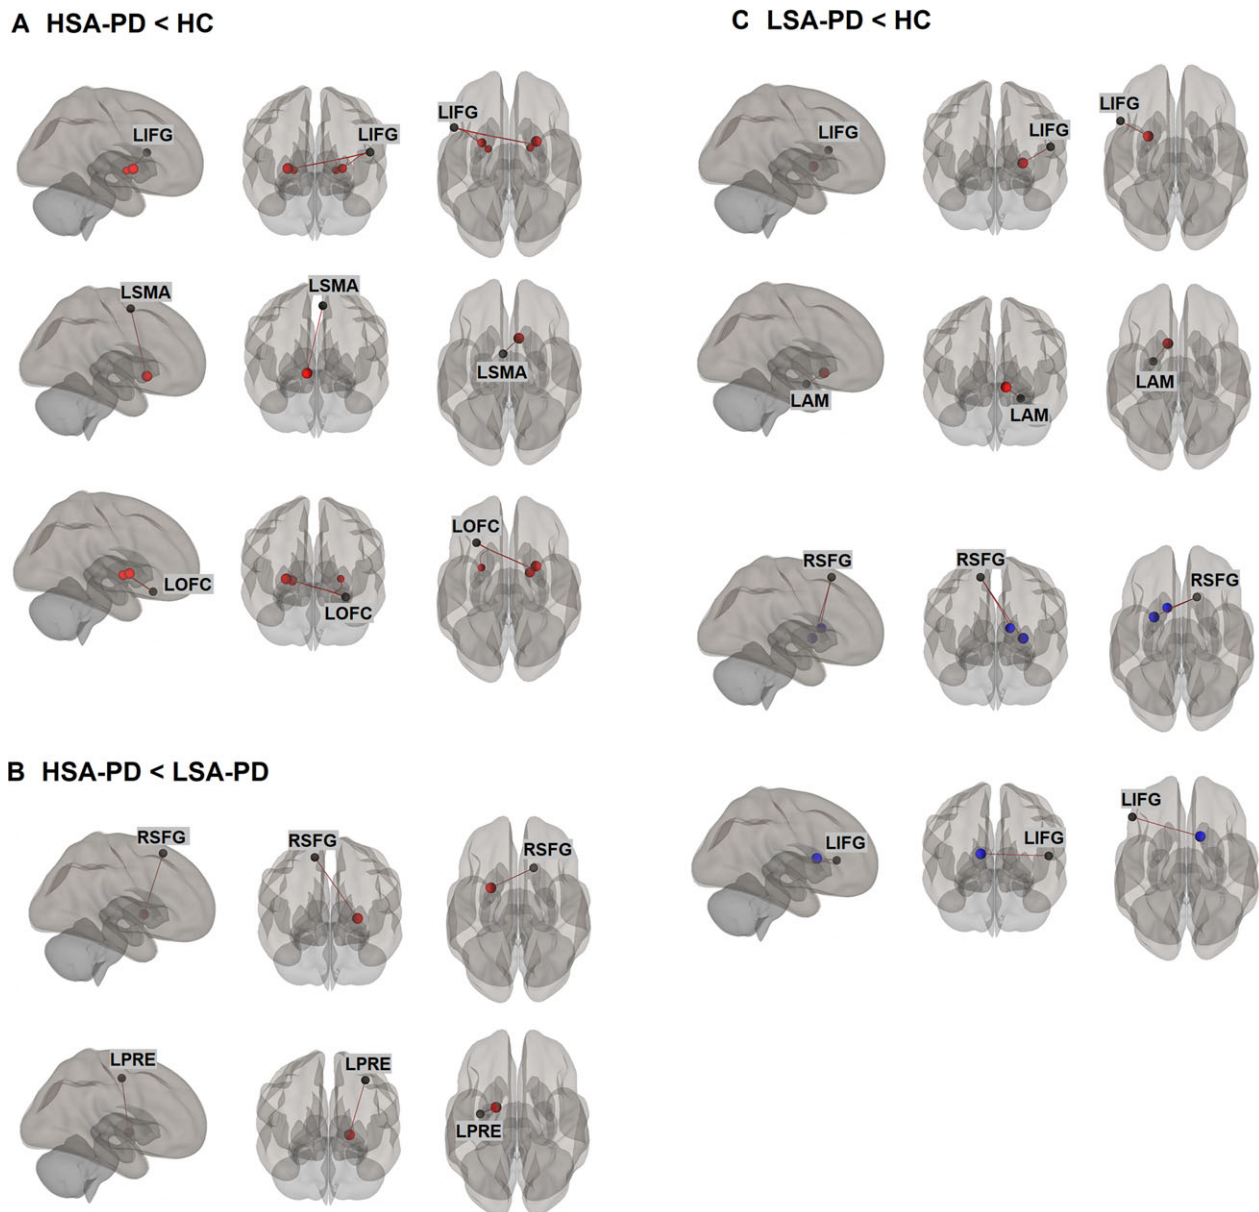 A HSA-PD < HC
LIFG
LIFG
LIFG
LSMA
LSMA
LSMA
LOFC
LOFC
LOFC
B HSA-PD < LSA-PD
RSFG
RSFG
RSFG
LPRE
LPRE
LPRE
C LSA-PD < HC
LIFG
LIFG
LIFG
LAM
LAM
LAM
RSFG
RSFG
RSFG
LIFG
LIFG
LIFG